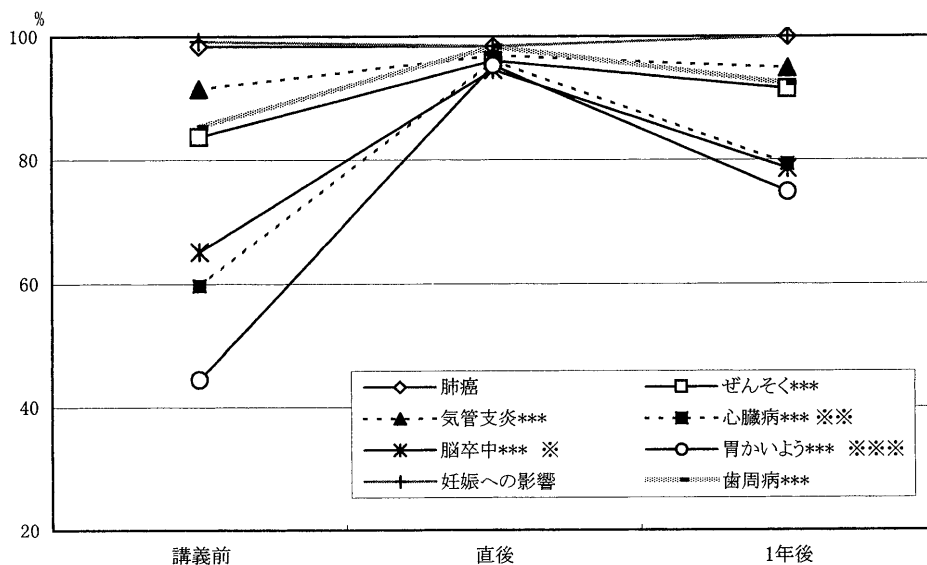 %
100
80
60
40
20
肺癌
ぜんそく***
気管支炎***
心臓病*** ※※
脳卒中*** ※
胃かいよう*** ※※※
妊娠への影響
歯周病***
講義前
直後
1年後